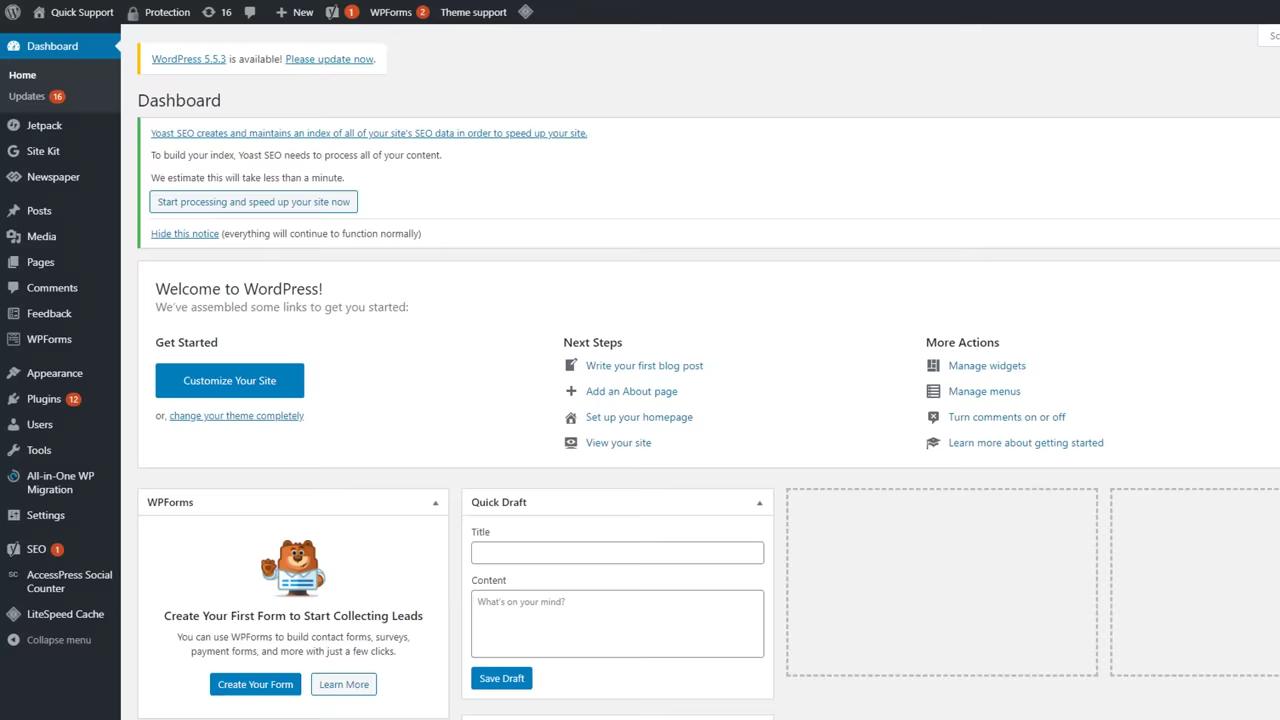 Quick Support
Protection
16
New
1
WPForms
2
Theme support
Dashboard
Home
Updates 16
Jetpack
Site Kit
Newspaper
Posts
Media
Pages
Comments
Feedback
WPForms
Appearance
Plugins 12
Users
Tools
All-in-One WP
Migration
Settings
SEO 1
AccessPress Social
Counter
LiteSpeed Cache
Collapse menu
WordPress 5.5.3 is available! Please update now.
Dashboard
Yoast SEO creates and maintains an index of all of your site's SEO data in order to speed up your site.
To build your index, Yoast SEO needs to process all of your content.
We estimate this will take less than a minute.
Start processing and speed up your site now
Hide this notice (everything will continue to function normally)
Welcome to WordPress!
We've assembled some links to get you started:
Get Started
Customize Your Site
or, change your theme completely
Next Steps
Write your first blog post
Add an About page
Set up your homepage
View your site
More Actions
Manage widgets
Manage menus
Turn comments on or off
Learn more about getting started
WPForms
Create Your First Form to Start Collecting Leads
You can use WPForms to build contact forms, surveys,
payment forms, and more with just a few clicks.
Create Your Form
Learn More
Quick Draft
Title
Content
What's on your mind?
Save Draft